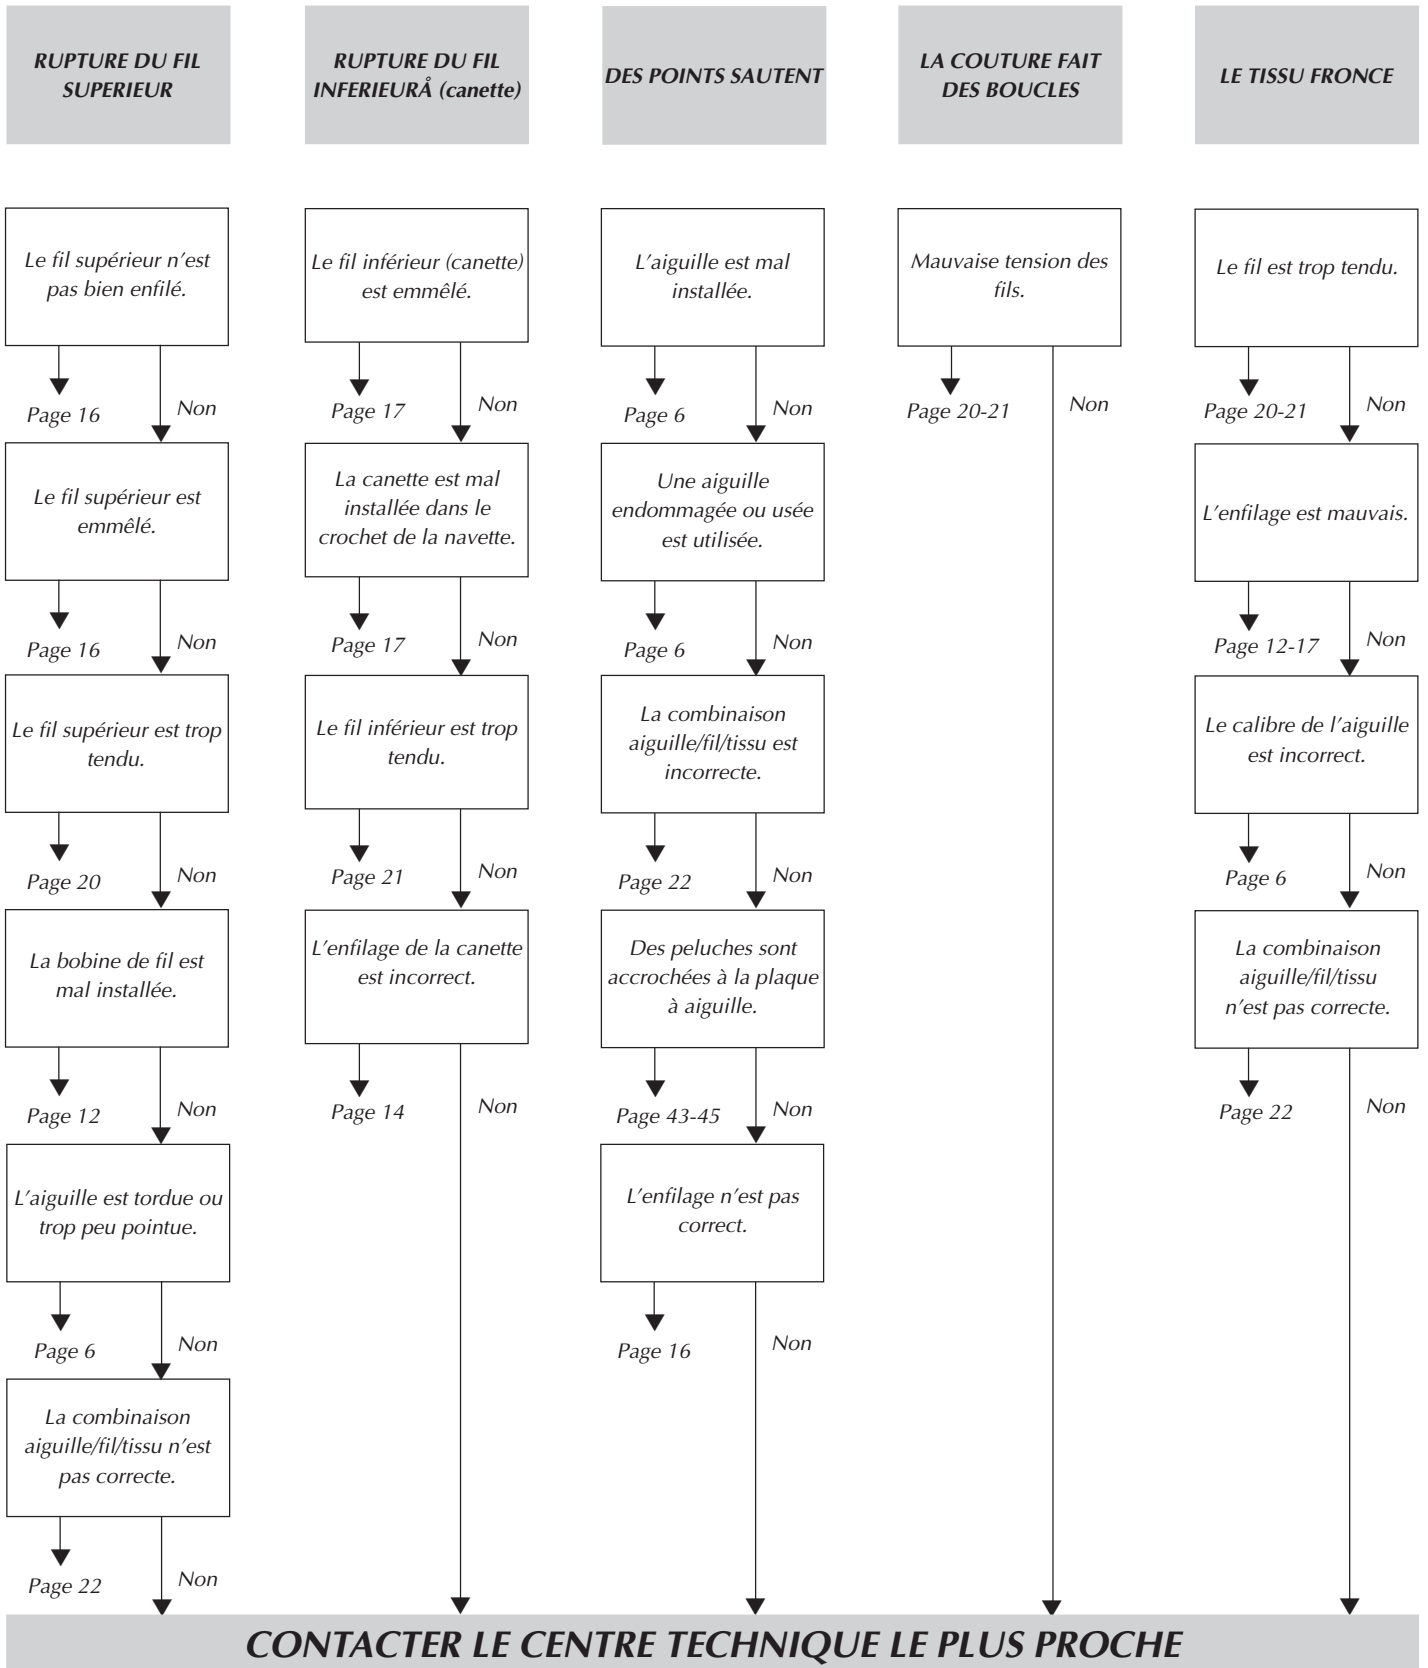 RUPTURE DU FIL
SUPERIEUR
Le fil supérieur n'est
pas bien enfilé.
Page 16
Non
Le fil supérieur est
emmêlé.
Page 16
Non
Le fil supérieur est trop
tendu.
Page 20
Non
La bobine de fil est
mal installée.
Page 12
Non
L'aiguille est tordue ou
trop peu pointue.
Page 6
Non
La combinaison
aiguille/fil/tissu n'est
pas correcte.
Page 22
Non
RUPTURE DU FIL
INFERIEURÅ (canette)
Le fil inférieur (canette)
est emmêlé.
Page 17
Non
La canette est mal
installée dans le
crochet de la navette.
Page 17
Non
Le fil inférieur est trop
tendu.
Page 21
Non
L'enfilage de la canette
est incorrect.
Page 14
Non
DES POINTS SAUTENT
L'aiguille est mal
installée.
Page 6
Non
Une aiguille
endommagée ou usée
est utilisée.
Page 6
Non
La combinaison
aiguille/fil/tissu est
incorrecte.
Page 22
Non
Des peluches sont
accrochées à la plaque
à aiguille.
Page 43-45
Non
L'enfilage n'est pas
correct.
Page 16
Non
LA COUTURE FAIT
DES BOUCLES
Mauvaise tension des
fils.
Page 20-21
Non
LE TISSU FRONCE
Le fil est trop tendu.
Page 20-21
Non
L'enfilage est mauvais.
Page 12-17
Non
Le calibre de l'aiguille
est incorrect.
Page 6
Non
La combinaison
aiguille/fil/tissu
n'est pas correcte.
Page 22
Non
CONTACTER LE CENTRE TECHNIQUE LE PLUS PROCHE